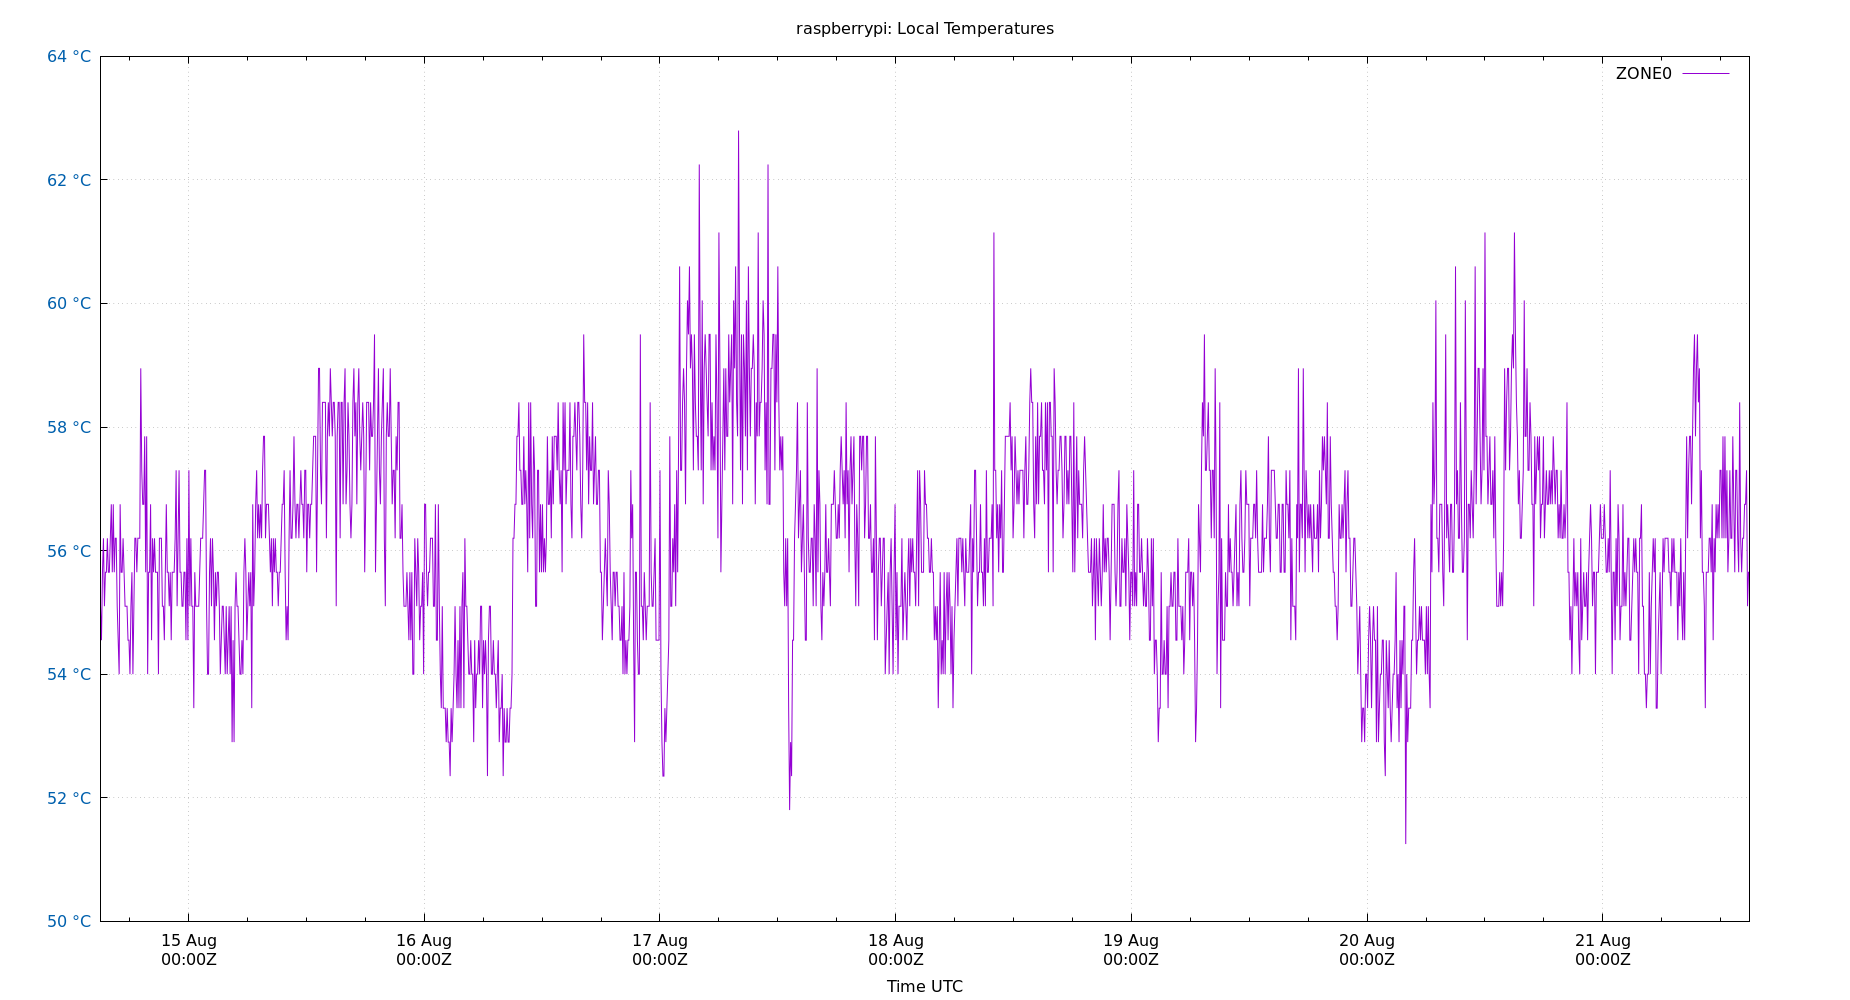 raspberrypi: Local Temperatures
64 °C
ZONE0
62 °C
60 °C
58 °C
56 °C
54 °C
52 °C
50 °C
15 Aug 16 Aug 17 Aug 18 Aug 19 Aug 20 Aug 21 Aug
00:00Z 00:00Z 00:00Z 00:00Z 00:00Z 00:00Z 00:00Z
Time UTC